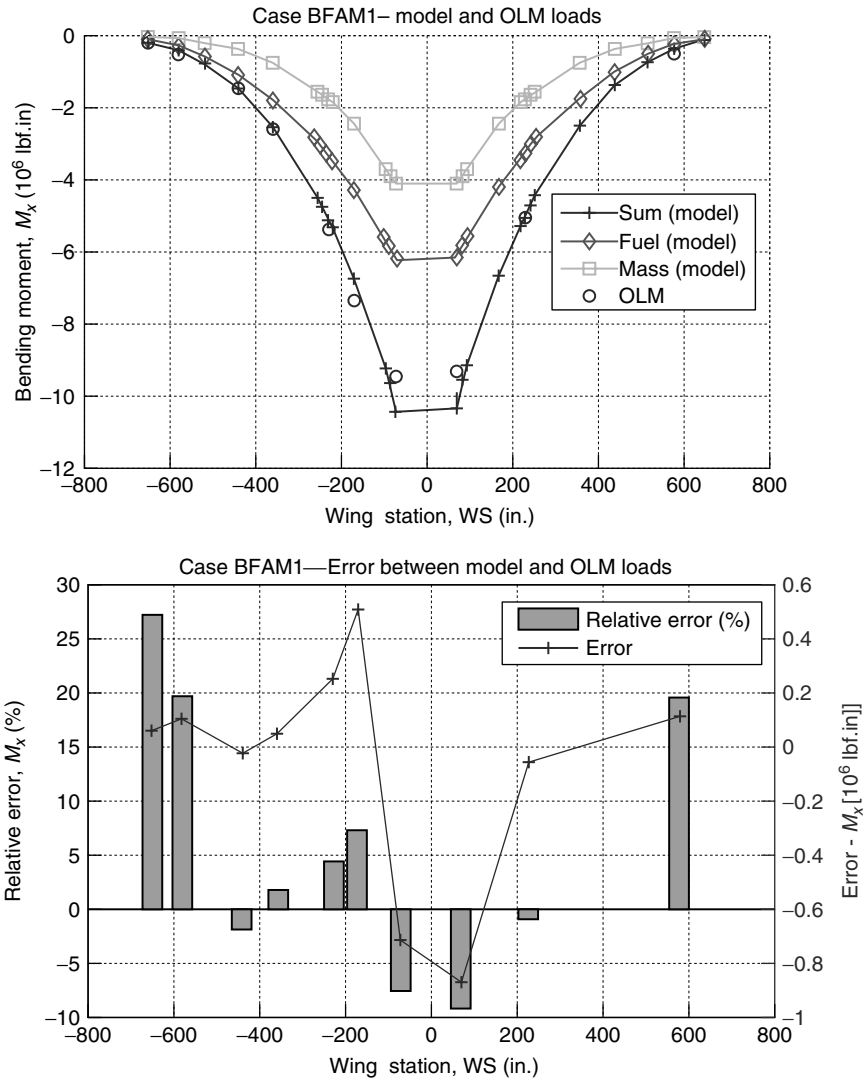 Case BFAM1– model and OLM loads
0
−2
−4
−6
−8
−10
−12
Bending moment, Mx (10^6 lbf.in)
Sum (model)
Fuel (model)
Mass (model)
OLM
−800 −600 −400 −200 0 200 400 600 800
Wing station, WS (in.)
Case BFAM1—Error between model and OLM loads
30
25
20
15
10
5
0
−5
−10
Relative error, Mx (%)
Relative error (%)
Error
0.6
0.4
0.2
0
−0.2
−0.4
−0.6
−0.8
−1
Error - Mx [10^6 lbf.in]]
−800 −600 −400 −200 0 200 400 600 800
Wing station, WS (in.)